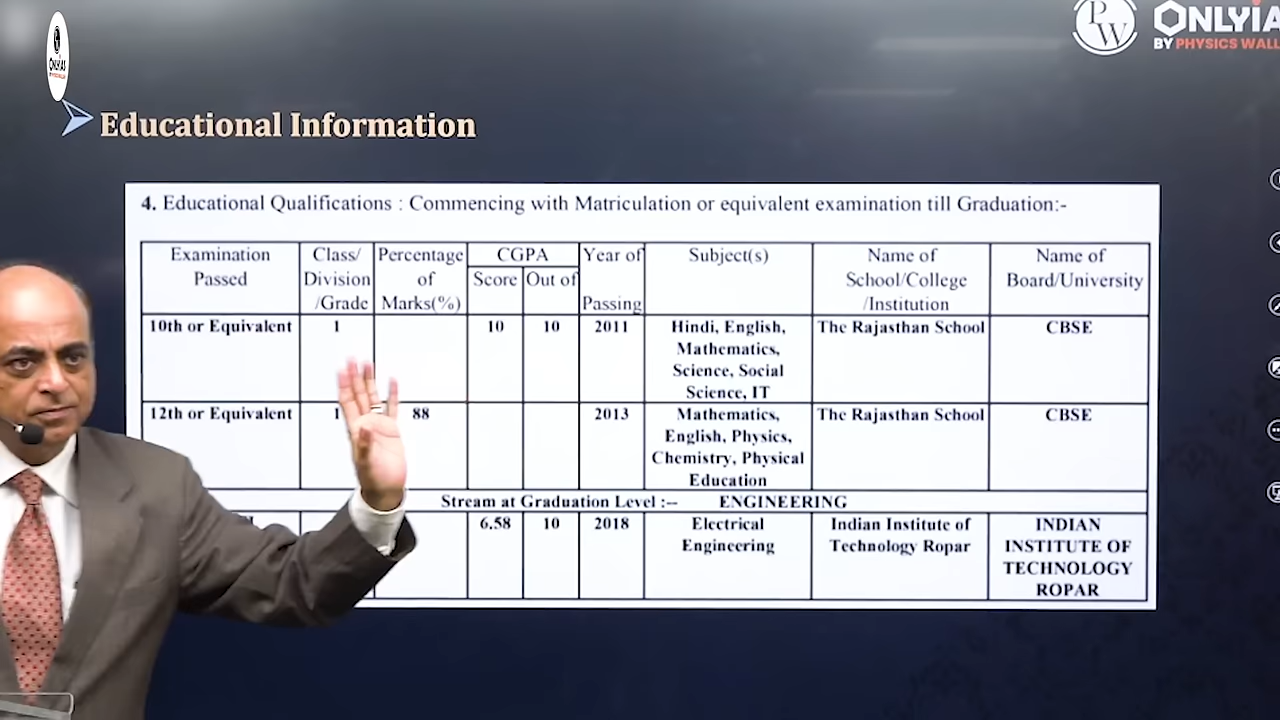 PW
ONLYIA
BY PHYSICS WALL
ONLYIAS
Educational Information
4. Educational Qualifications : Commencing with Matriculation or equivalent examination till Graduation:-
Examination Passed Class/ Division /Grade Percentage of Marks(%) CGPA Score Out of Year of Passing Subject(s) Name of School/College /Institution Name of Board/University
10th or Equivalent 1 10 10 2011 Hindi, English, The Rajasthan School CBSE
Mathematics,
Science, Social
Science, IT
12th or Equivalent 1 88 2013 Mathematics, The Rajasthan School CBSE
English, Physics,
Chemistry, Physical
Education
Stream at Graduation Level :-- ENGINEERING
6.58 10 2018 Electrical Indian Institute of INDIAN
Engineering Technology Ropar INSTITUTE OF
TECHNOLOGY
ROPAR